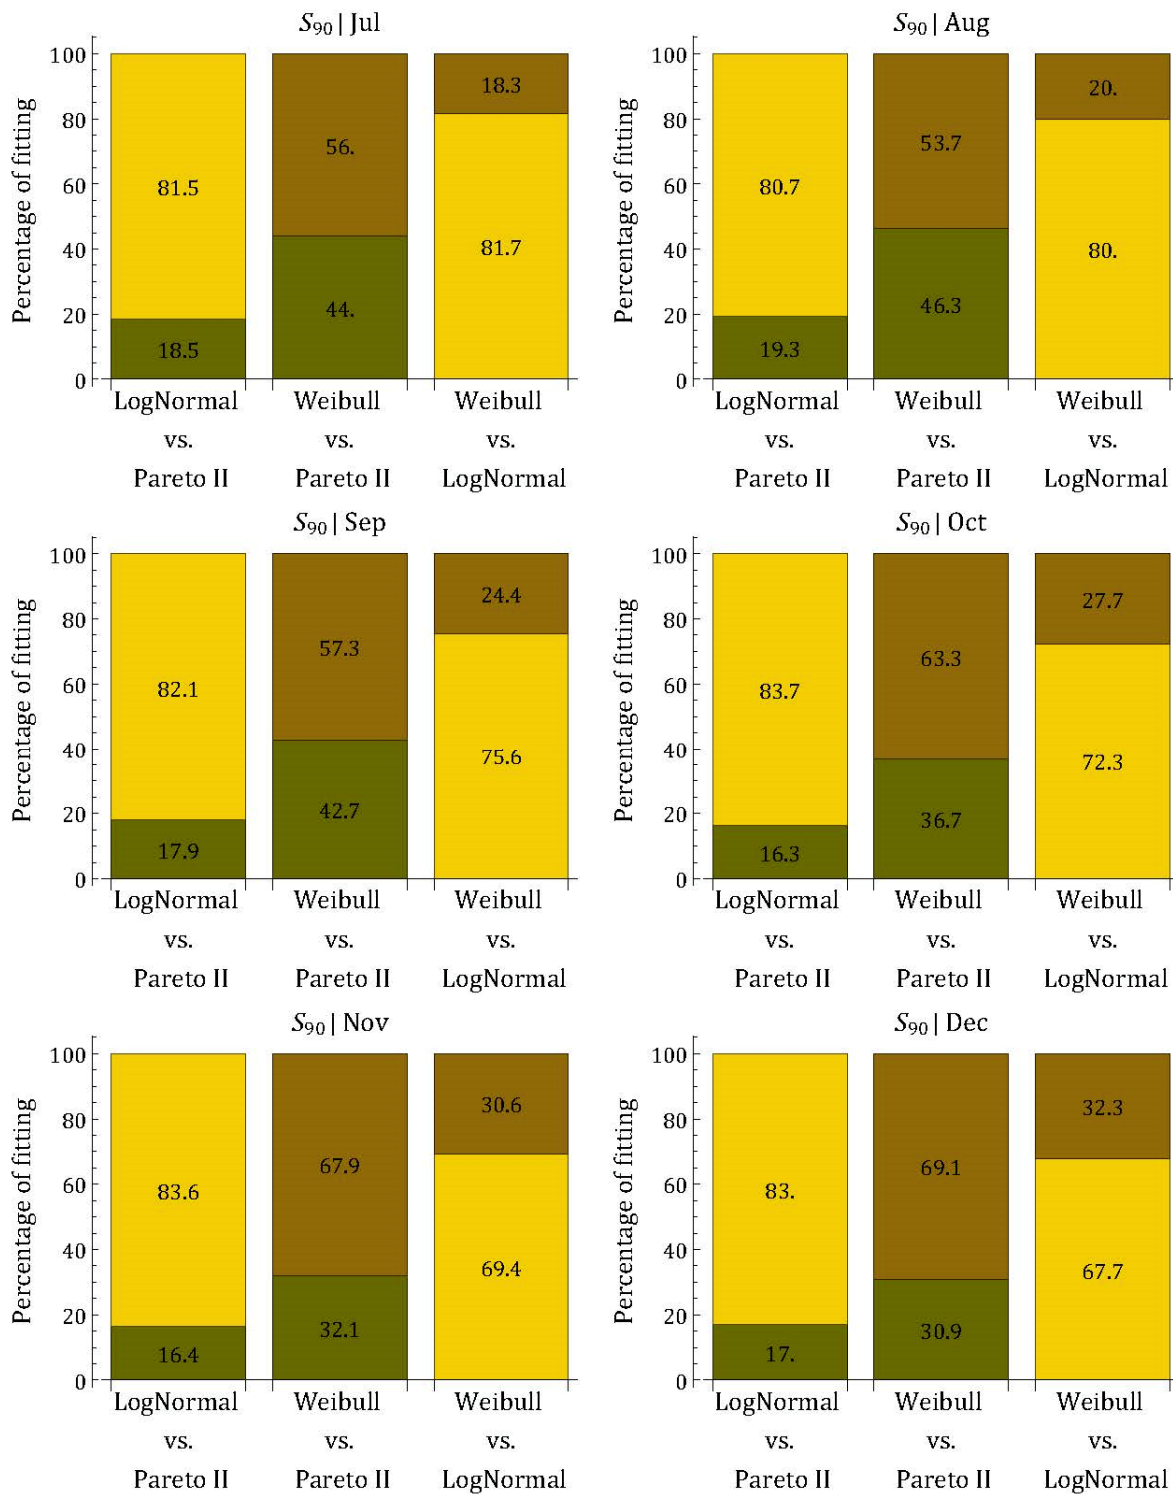 S₉₀ | Jul
Percentage of fitting
100
80
60
40
20
0
81.5
18.5
56.
44.
18.3
81.7
LogNormal Weibull Weibull
vs. vs. vs.
Pareto II Pareto II LogNormal
S₉₀ | Aug
Percentage of fitting
100
80
60
40
20
0
80.7
19.3
53.7
46.3
20.
80.
LogNormal Weibull Weibull
vs. vs. vs.
Pareto II Pareto II LogNormal
S₉₀ | Sep
Percentage of fitting
100
80
60
40
20
0
82.1
17.9
57.3
42.7
24.4
75.6
LogNormal Weibull Weibull
vs. vs. vs.
Pareto II Pareto II LogNormal
S₉₀ | Oct
Percentage of fitting
100
80
60
40
20
0
83.7
16.3
63.3
36.7
27.7
72.3
LogNormal Weibull Weibull
vs. vs. vs.
Pareto II Pareto II LogNormal
S₉₀ | Nov
Percentage of fitting
100
80
60
40
20
0
83.6
16.4
67.9
32.1
30.6
69.4
LogNormal Weibull Weibull
vs. vs. vs.
Pareto II Pareto II LogNormal
S₉₀ | Dec
Percentage of fitting
100
80
60
40
20
0
83.
17.
69.1
30.9
32.3
67.7
LogNormal Weibull Weibull
vs. vs. vs.
Pareto II Pareto II LogNormal